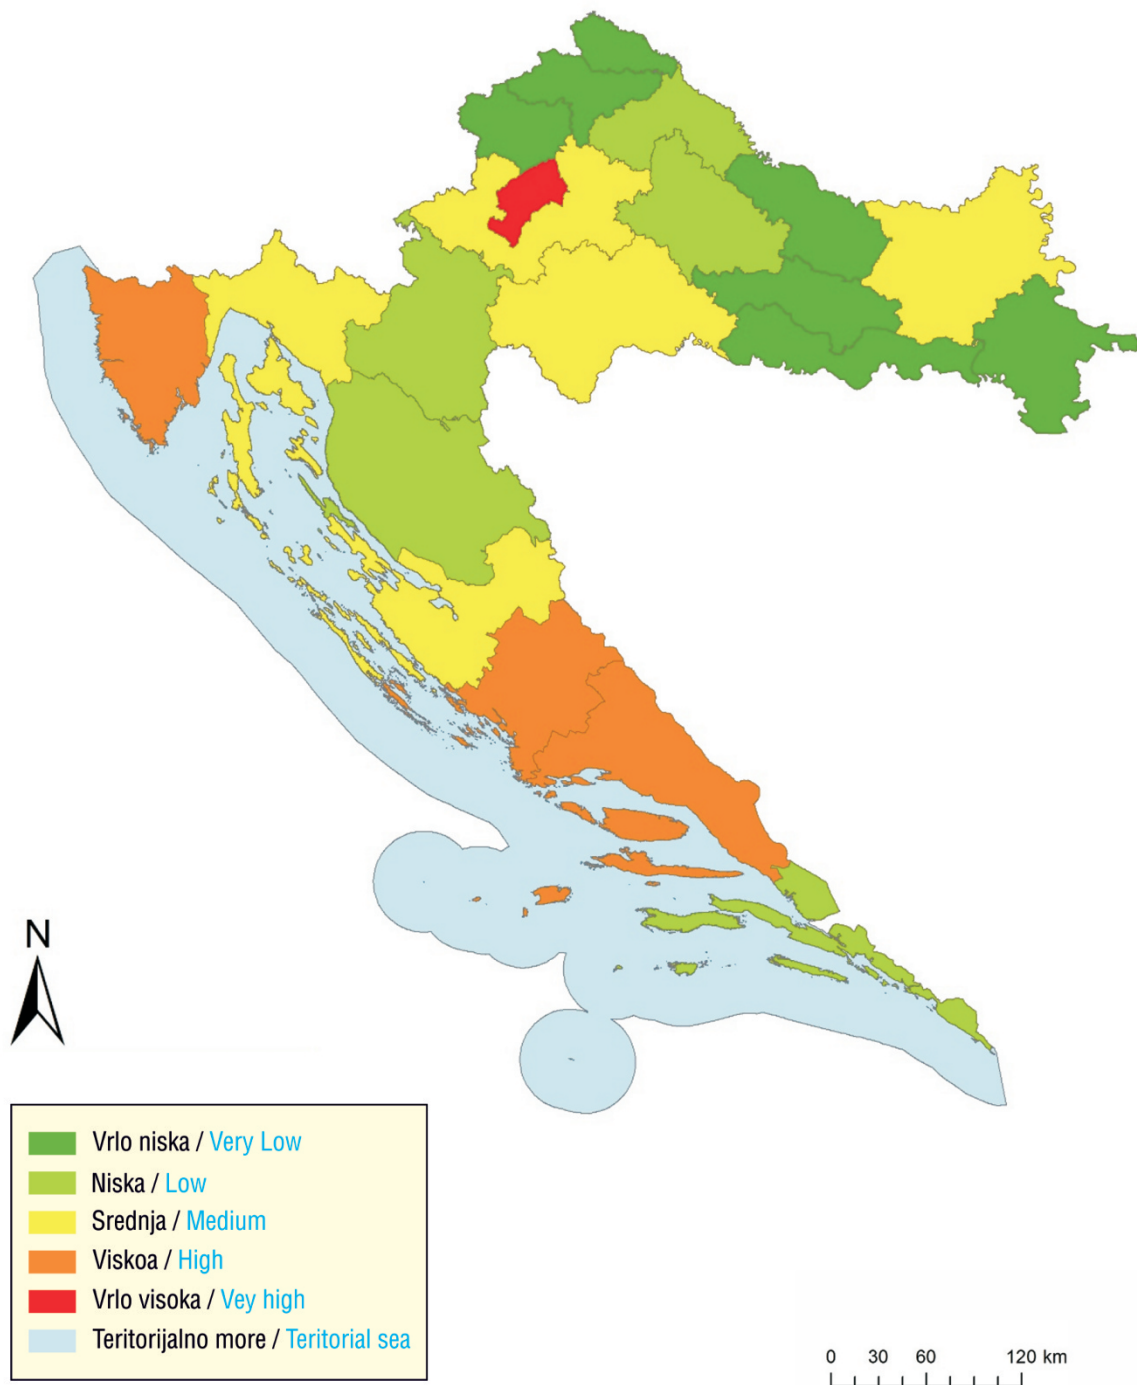 N
Vrlo niska / Very Low
Niska / Low
Srednja / Medium
Viskoa / High
Vrlo visoka / Vey high
Teritorijalno more / Teritorial sea
0 30 60 120 km